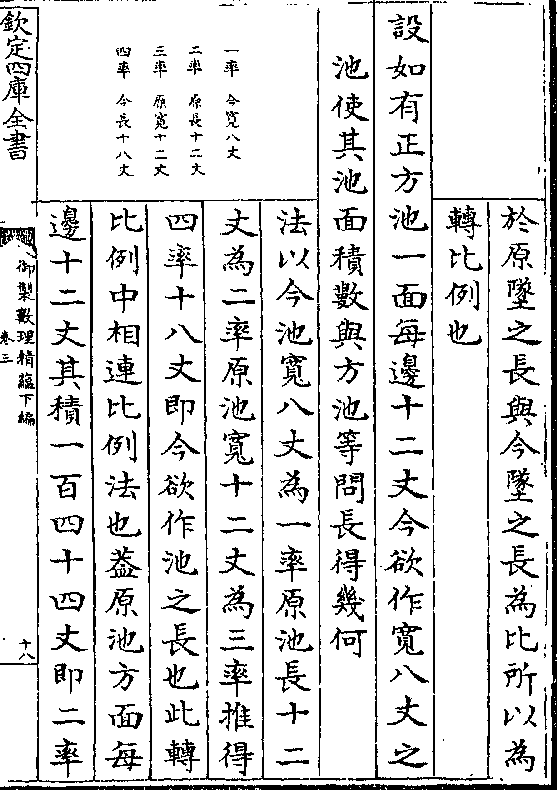 於原墜之長與今墜之長為比所以為
轉比例也
設如有正方池一面每邊十二丈今欲作寬八丈之
池使其池面積數與方池等問長得幾何
一率　今寬八丈
二率　原長十二丈
三率　原寬十二丈
四率　今長十八丈
法以今池寬八丈為一率原池長十二
丈為二率原池寬十二丈為三率推得
四率十八丈即今欲作池之長也此轉
比例中相連比例法也葢原池方面每
邊十二丈其積一百四十四丈即二率
欽定四庫全書
御製數理精蘊下編
卷三
十八